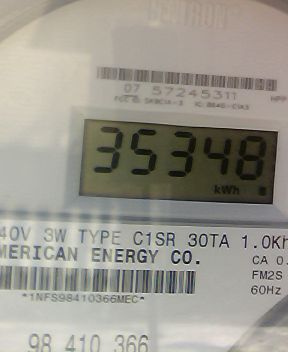 CENTRON
07 57245311
35348
kWh
40V 3W TYPE C1SR 30TA 1.0Kh
MERICAN ENERGY CO.
CA 0.
FM2S
*1NFS98410366MEC*
60Hz
98 410 366